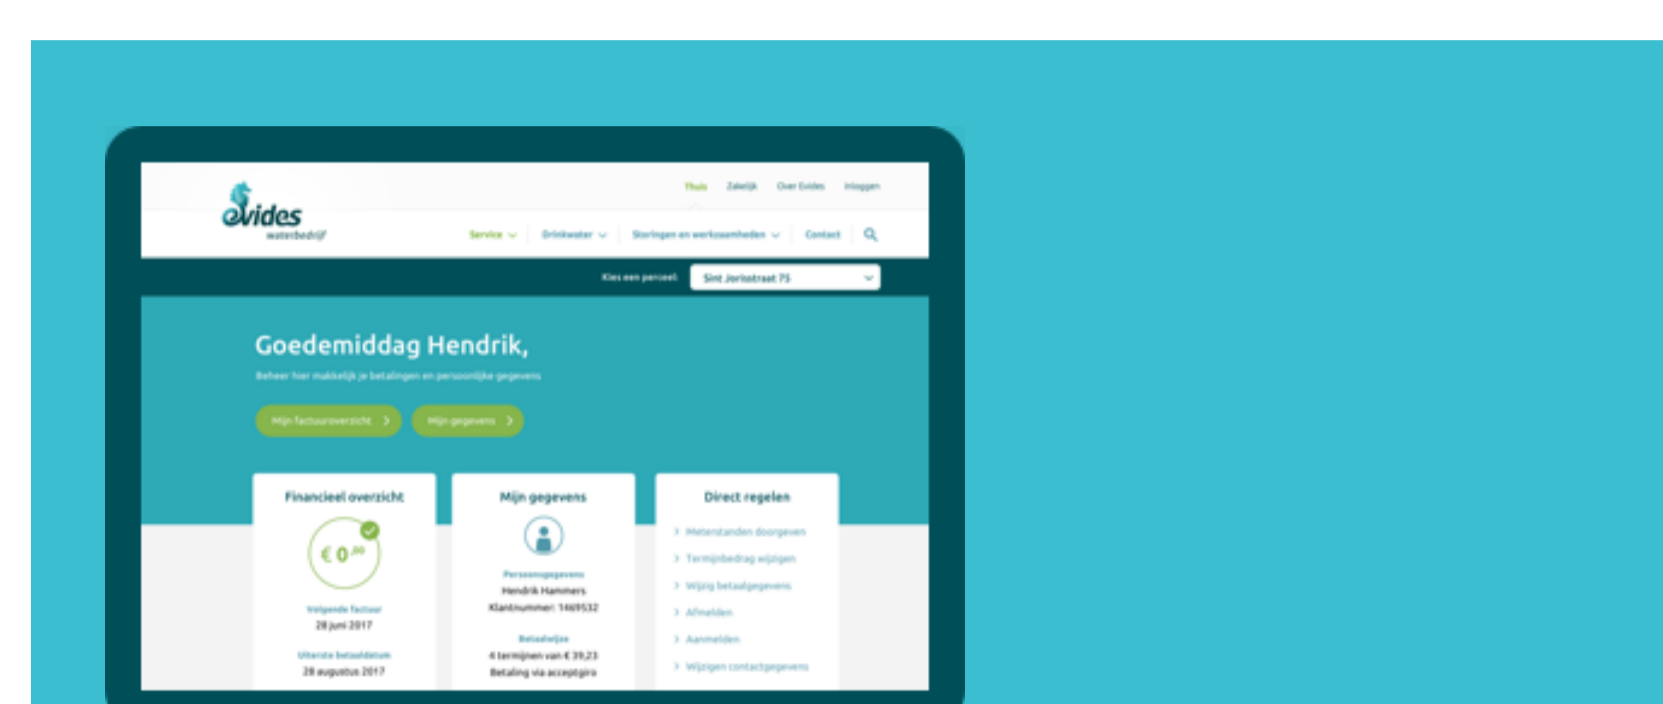 evides
waterbedrijf
Thuis Zakelijk Over Evides Inloggen
Service Drinkwater Storingen en werkzaamheden Contact
Kies een perceel: Sint Jorisstraat 75
Goedemiddag Hendrik,
Beheer hier makkelijk je betalingen en persoonlijke gegevens
Mijn factuuroverzicht Mijn gegevens
Financieel overzicht
€ 0,00
Volgende factuur
28 juni 2017
Uiterste betaaldatum
28 augustus 2017
Mijn gegevens
Persoonsgegevens
Hendrik Hammers
Klantnummer: 1469532
Betaalwijze
4 termijnen van € 39,23
Betaling via acceptgiro
Direct regelen
Meterstanden doorgeven
Termijnbedrag wijzigen
Wijzig betaalgegevens
Afmelden
Aanmelden
Wijzigen contactgegevens